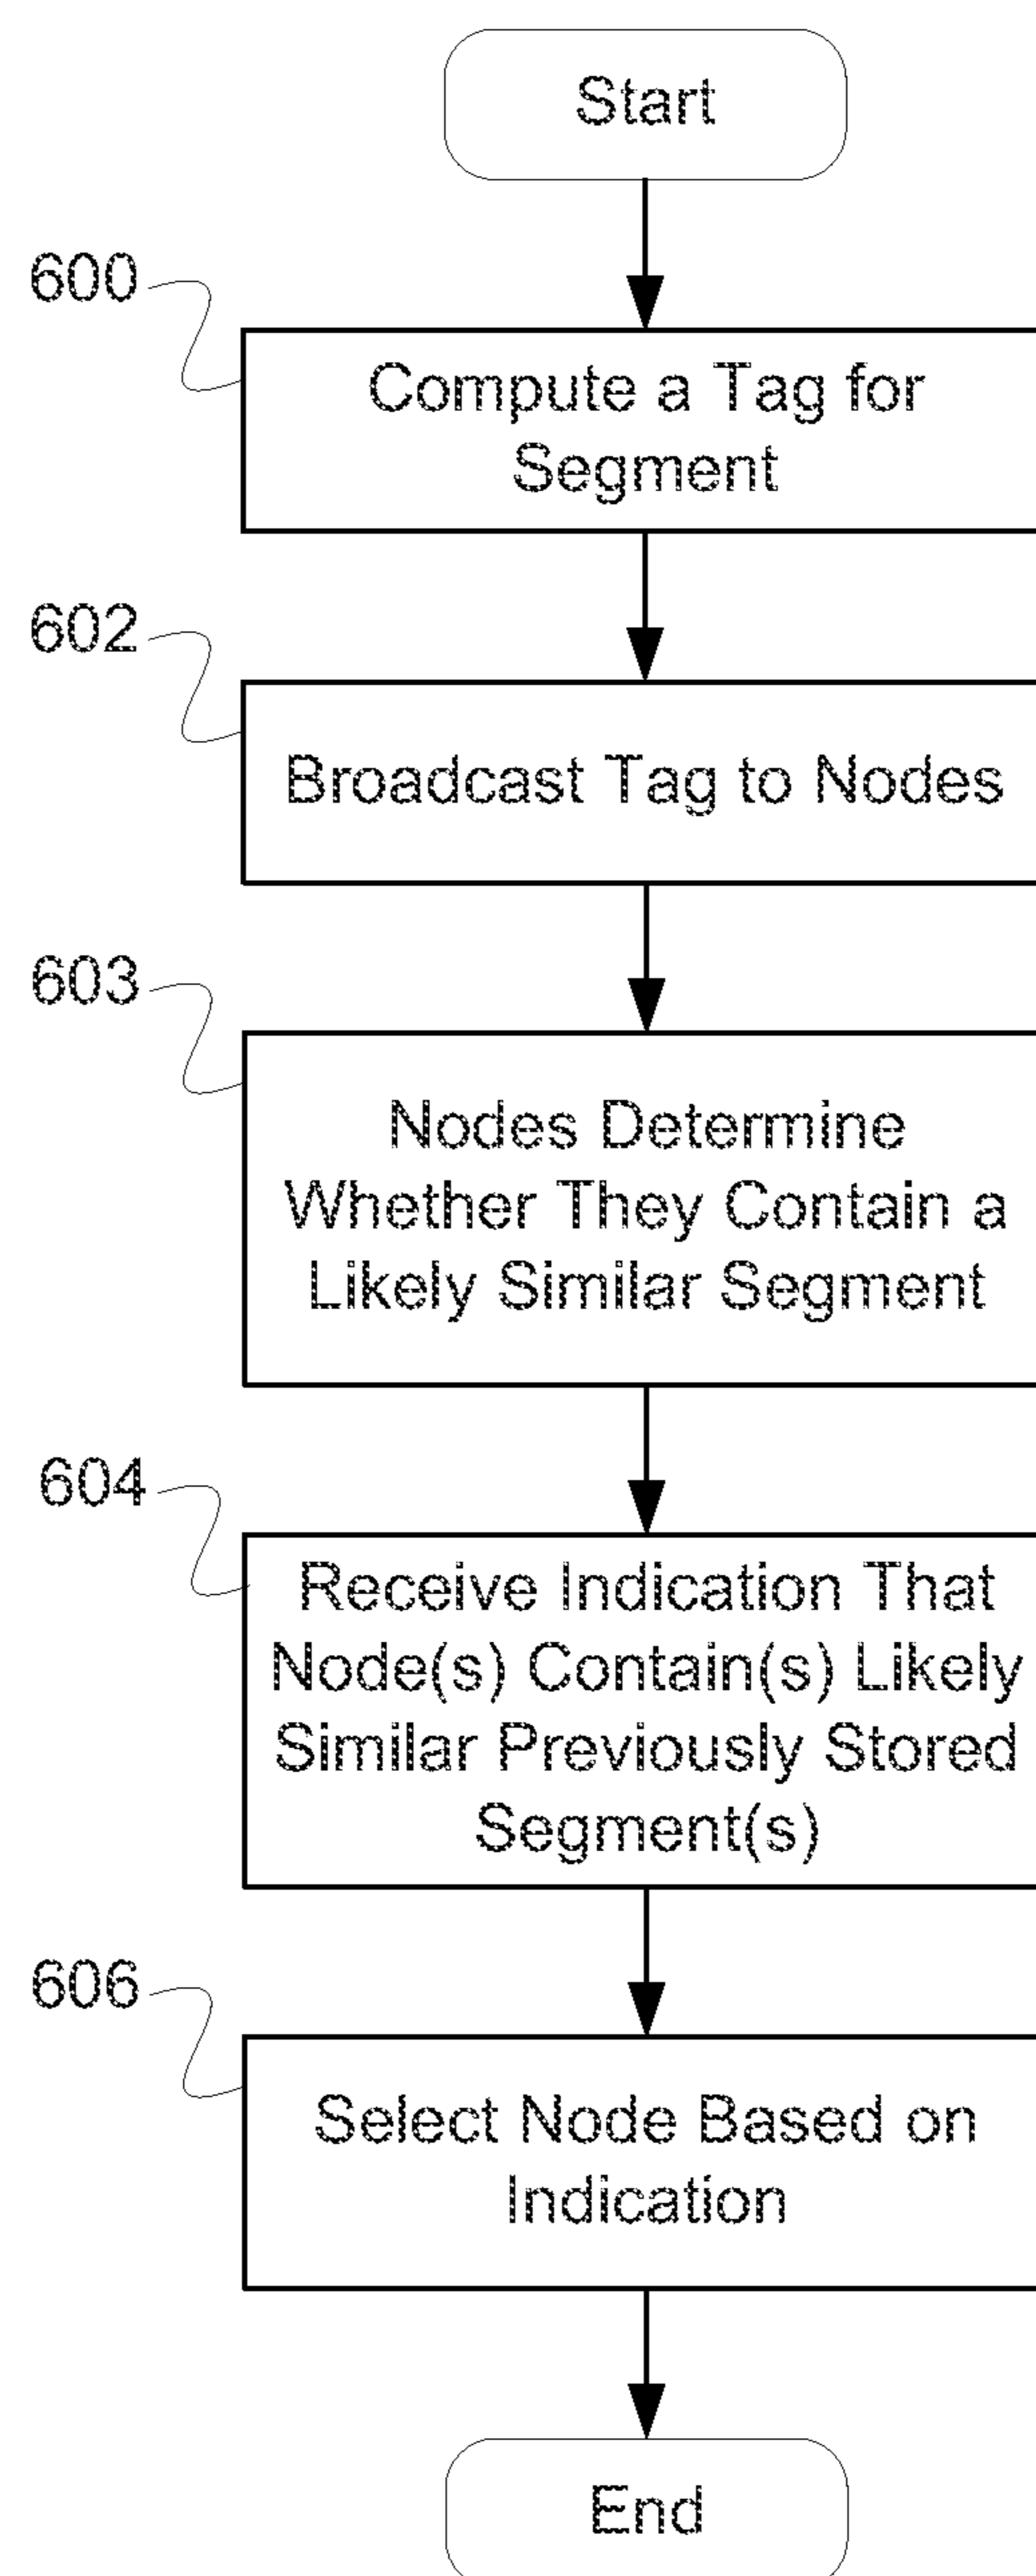 Start
600
Compute a Tag for
Segment
602
Broadcast Tag to Nodes
603
Nodes Determine
Whether They Contain a
Likely Similar Segment
604
Receive Indication That
Node(s) Contain(s) Likely
Similar Previously Stored
Segment(s)
606
Select Node Based on
Indication
End